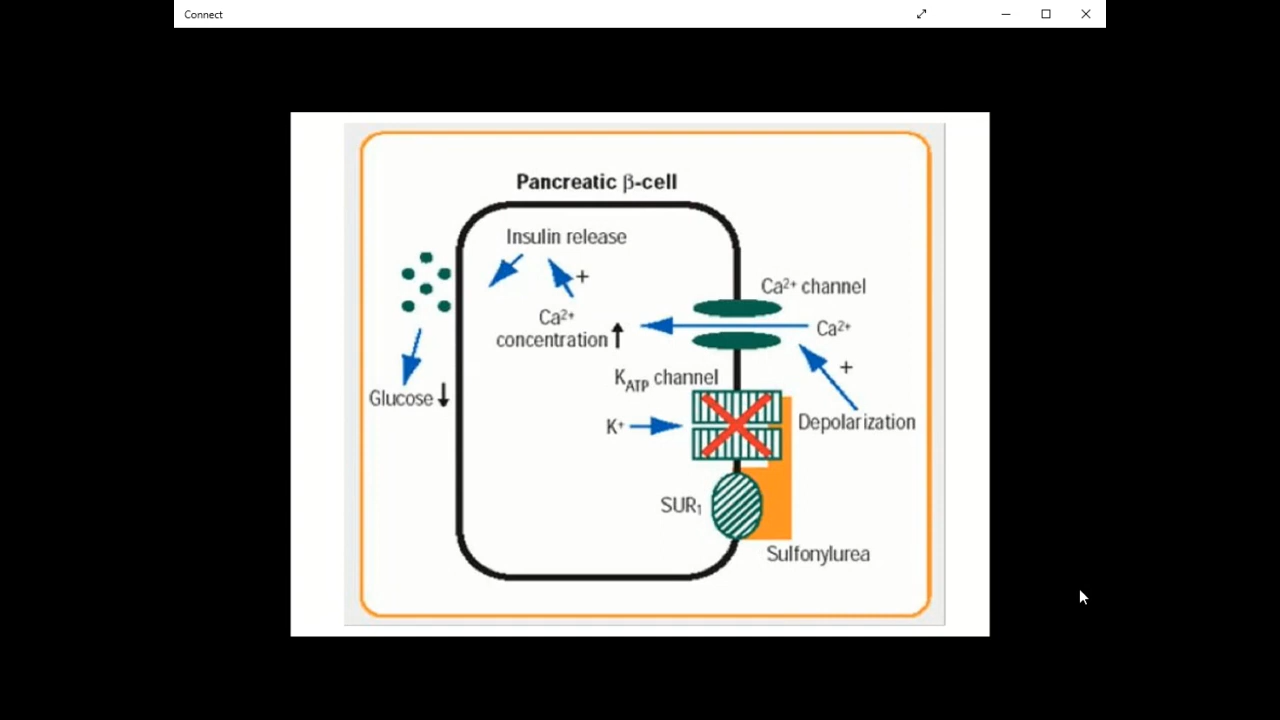 Connect
Pancreatic β-cell
Insulin release
+
Ca²⁺ channel
Ca²⁺
concentration
Ca²⁺
+
K_ATP channel
Glucose
K⁺
Depolarization
SUR₁
Sulfonylurea